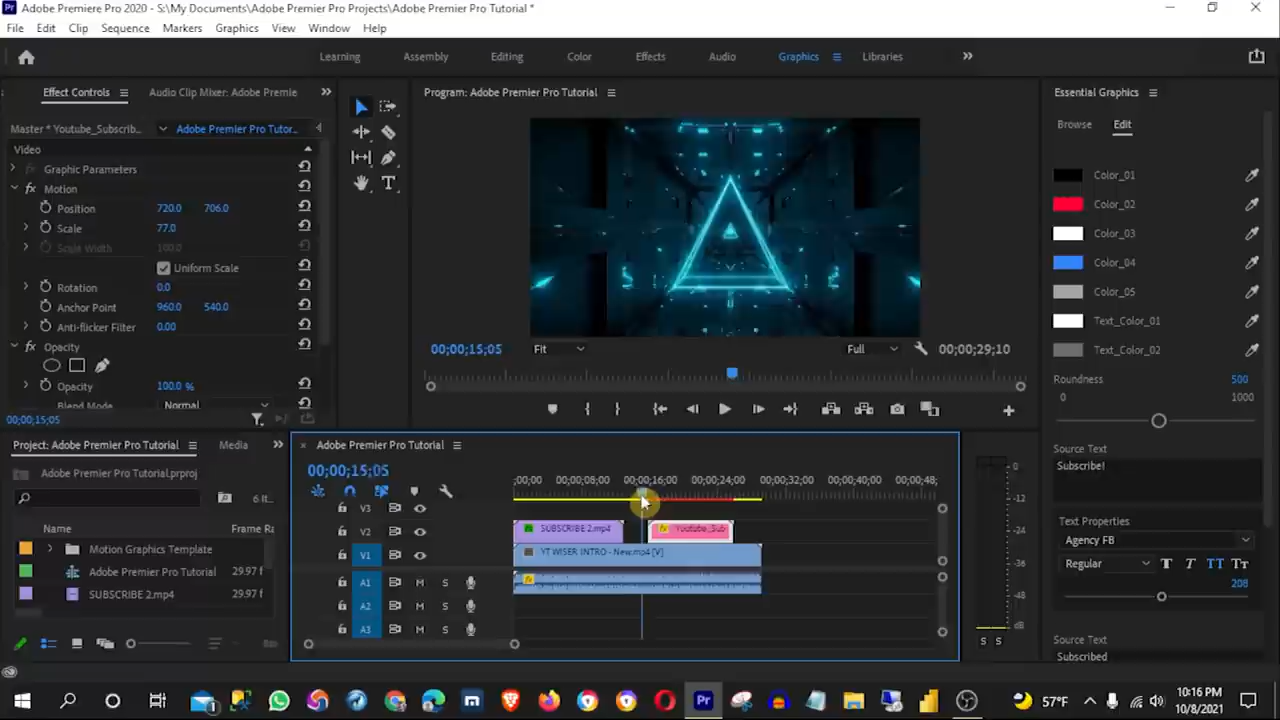 Adobe Premiere Pro 2020 - S:\My Documents\Adobe Premier Pro Projects\Adobe Premier Pro Tutorial *
File Edit Clip Sequence Markers Graphics View Window Help
Learning Assembly Editing Color Effects Audio Graphics Libraries
Effect Controls Audio Clip Mixer: Adobe Premie
Master * Youtube_Subscrib... Adobe Premier Pro Tutor...
Video
Graphic Parameters
fx Motion
Position 720.0 706.0
Scale 77.0
Scale Width 100.0
Uniform Scale
Rotation 0.0
Anchor Point 960.0 540.0
Anti-flicker Filter 0.00
fx Opacity
Opacity 100.0 %
Blend Mode Normal
00;00;15;05
Program: Adobe Premier Pro Tutorial
00;00;15;05 Fit Full 00;00;29;10
Essential Graphics
Browse Edit
Color_01
Color_02
Color_03
Color_04
Color_05
Text_Color_01
Text_Color_02
Roundness 500
0 1000
Source Text
Subscribe!
Text Properties
Agency FB
Regular T T TT Tт
208
Source Text
Subscribed
Project: Adobe Premier Pro Tutorial Media
Adobe Premier Pro Tutorial.prproj
6 It...
Name Frame Ra
Motion Graphics Template
Adobe Premier Pro Tutorial 29.97 f
SUBSCRIBE 2.mp4 29.97 f
Adobe Premier Pro Tutorial
00;00;15;05
;00;00 00;00;08;00 00;00;16;00 00;00;24;00 00;00;32;00 00;00;40;00 00;00;48;
V3
V2 SUBSCRIBE 2.mp4 Youtube_Sub
V1 YT WISER INTRO - New.mp4 [V]
A1 M S
A2 M S
A3 M S
0
-12
-24
-36
-48
dB
S S
Pr
57°F
10:16 PM
10/8/2021